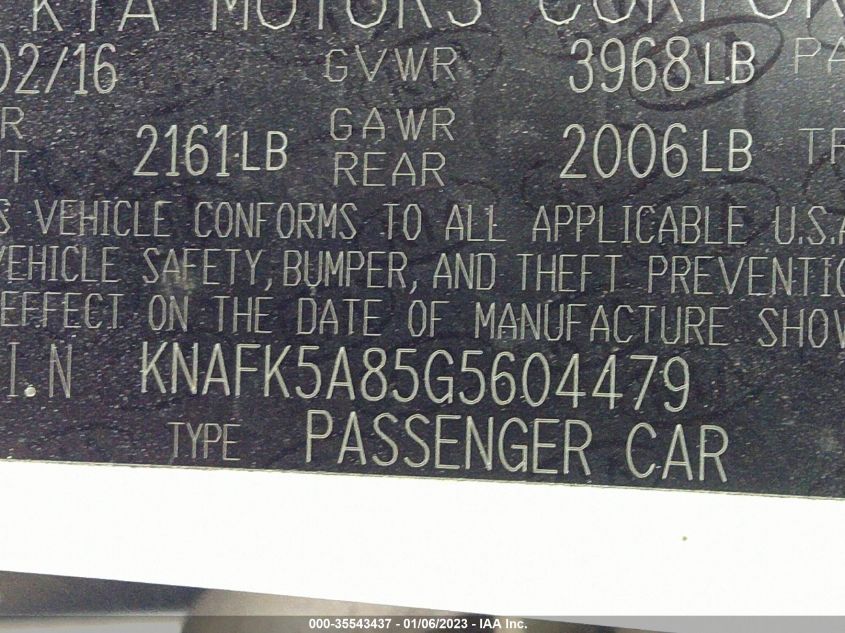 KIA MOTORS CORPOR
02/16 GVWR 3968LB PA
R GAWR
T 2161LB REAR 2006LB TR
S VEHICLE CONFORMS TO ALL APPLICABLE U.S.A
VEHICLE SAFETY, BUMPER, AND THEFT PREVENTIO
EFFECT ON THE DATE OF MANUFACTURE SHOW
I.N KNAFK5A85G5604479
TYPE PASSENGER CAR
000-35543437 - 01/06/2023 - IAA Inc.